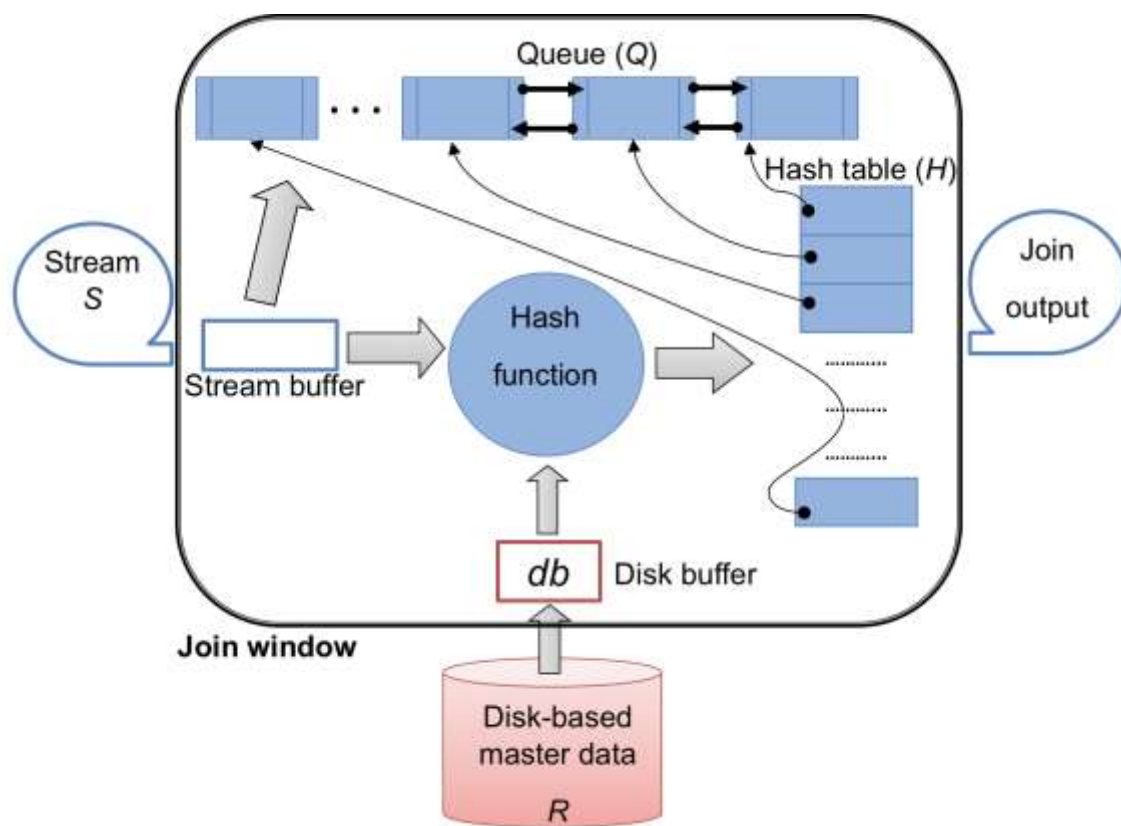 Queue (Q)
Hash table (H)
Stream
S
Hash
function
Join
output
Stream buffer
db
Disk buffer
Join window
Disk-based
master data
R